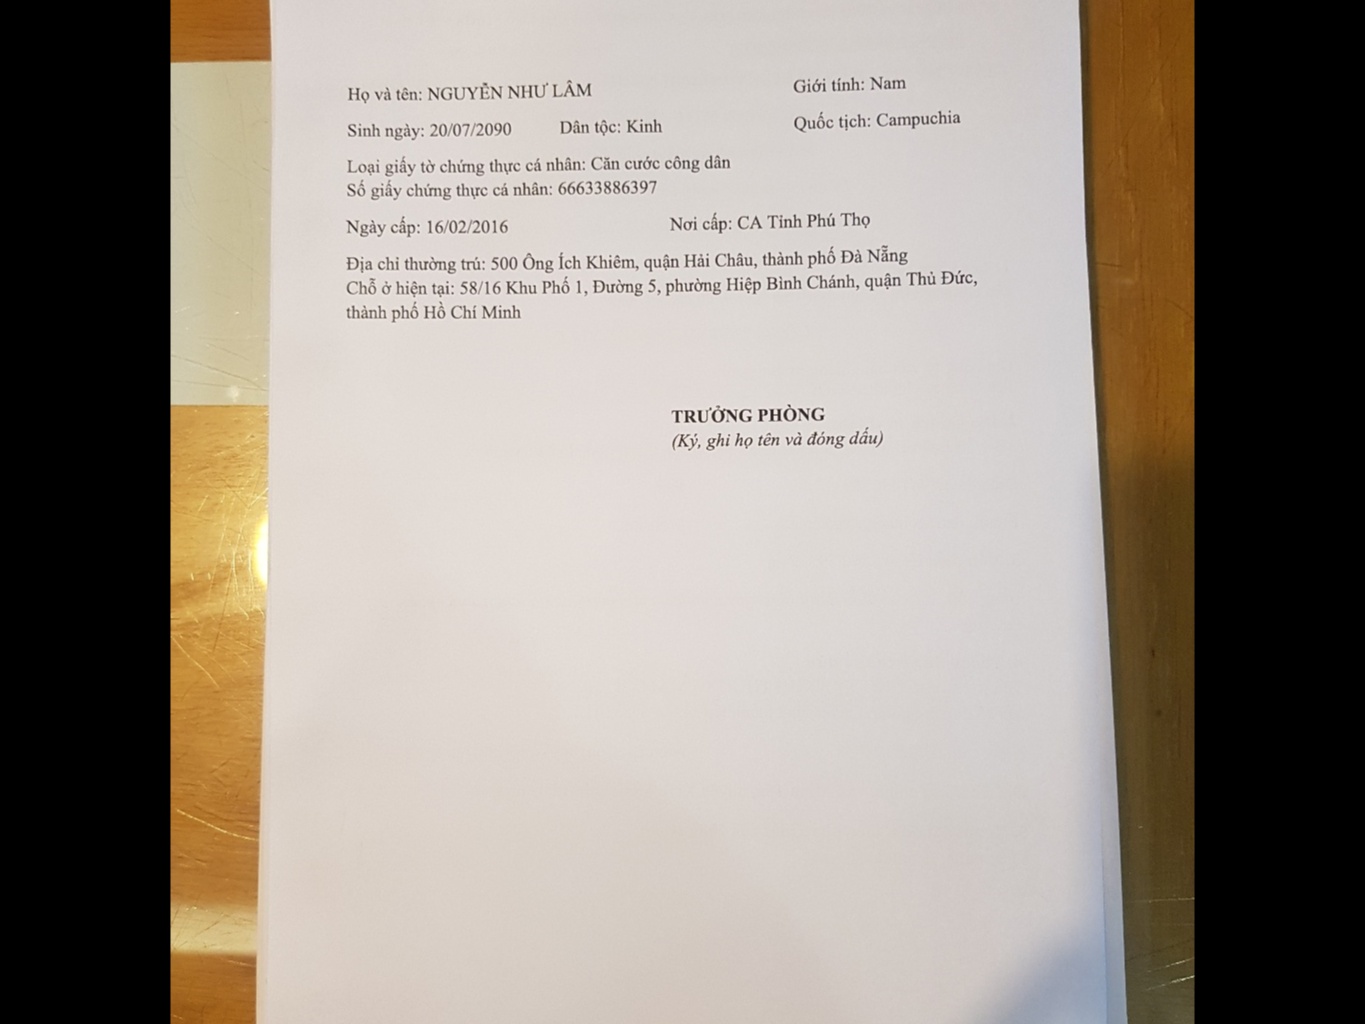 Họ và tên: NGUYỄN NHƯ LÂM Giới tính: Nam
Sinh ngày: 20/07/2090 Dân tộc: Kinh Quốc tịch: Campuchia
Loại giấy tờ chứng thực cá nhân: Căn cước công dân
Số giấy chứng thực cá nhân: 66633886397
Ngày cấp: 16/02/2016 Nơi cấp: CA Tỉnh Phú Thọ
Địa chỉ thường trú: 500 Ông Ích Khiêm, quận Hải Châu, thành phố Đà Nẵng
Chỗ ở hiện tại: 58/16 Khu Phố 1, Đường 5, phường Hiệp Bình Chánh, quận Thủ Đức,
thành phố Hồ Chí Minh
TRƯỞNG PHÒNG
(Ký, ghi họ tên và đóng dấu)